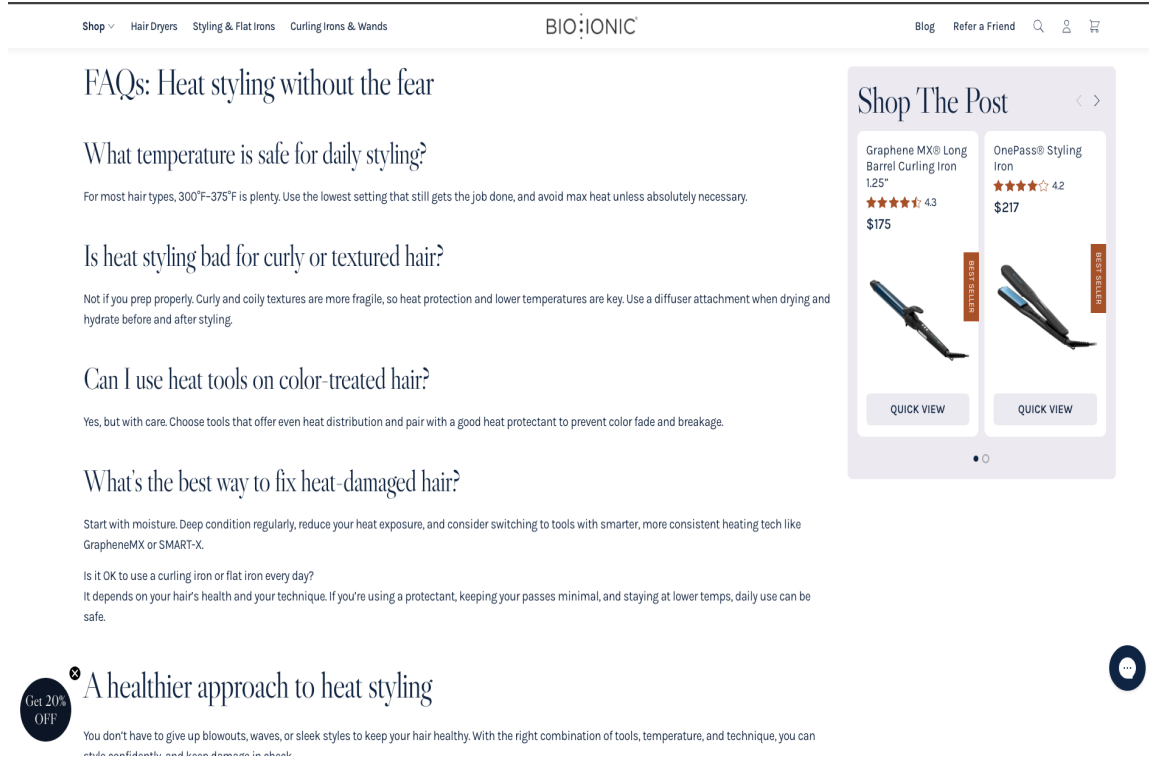 Shop Hair Dryers Styling & Flat Irons Curling Irons & Wands BIO IONIC® Blog Refer a Friend
FAQs: Heat styling without the fear
What temperature is safe for daily styling?
For most hair types, 300°F–375°F is plenty. Use the lowest setting that still gets the job done, and avoid max heat unless absolutely necessary.
Is heat styling bad for curly or textured hair?
Not if you prep properly. Curly and coily textures are more fragile, so heat protection and lower temperatures are key. Use a diffuser attachment when drying and
hydrate before and after styling.
Can I use heat tools on color-treated hair?
Yes, but with care. Choose tools that offer even heat distribution and pair with a good heat protectant to prevent color fade and breakage.
What's the best way to fix heat-damaged hair?
Start with moisture. Deep condition regularly, reduce your heat exposure, and consider switching to tools with smarter, more consistent heating tech like
GrapheneMX or SMART-X.
Is it OK to use a curling iron or flat iron every day?
It depends on your hair's health and your technique. If you're using a protectant, keeping your passes minimal, and staying at lower temps, daily use can be
safe.
A healthier approach to heat styling
You don't have to give up blowouts, waves, or sleek styles to keep your hair healthy. With the right combination of tools, temperature, and technique, you can
style confidently, and keep damage in check.
Shop The Post
Graphene MX® Long
Barrel Curling Iron
1.25"
4.3
$175
BEST SELLER
QUICK VIEW
OnePass® Styling
Iron
4.2
$217
BEST SELLER
QUICK VIEW
Get 20%
OFF